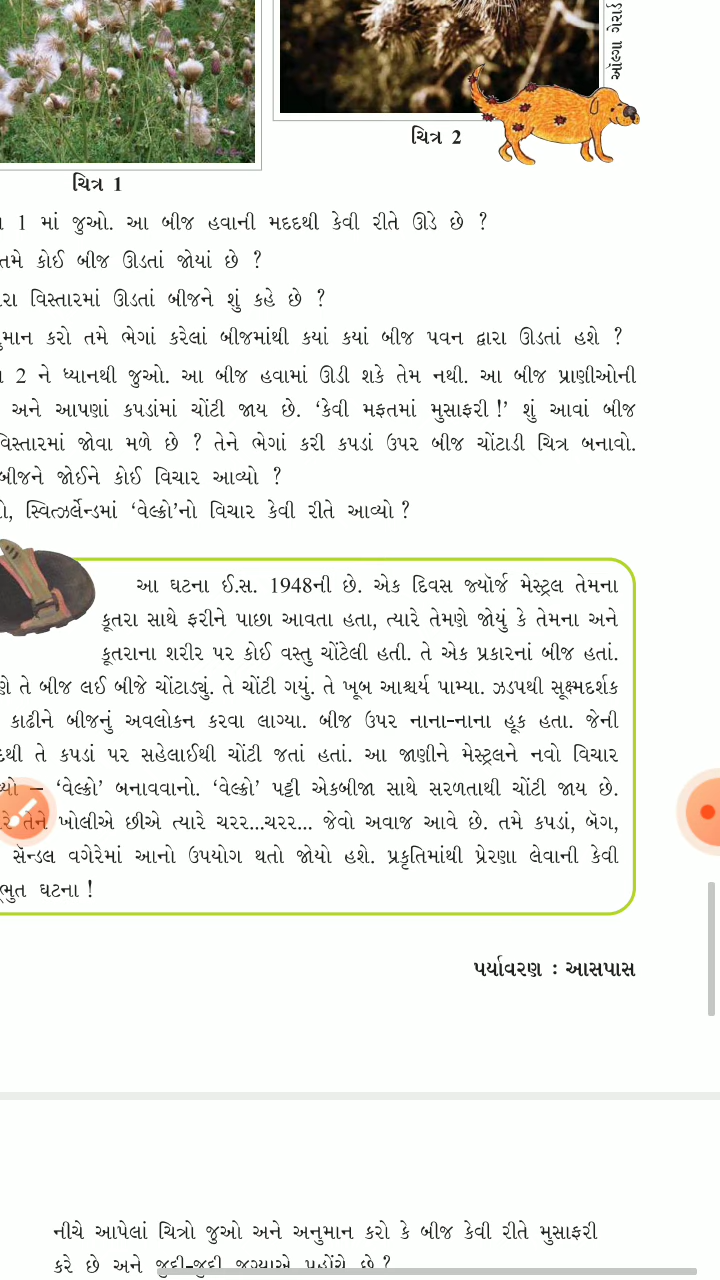 ઓલ્ગા
ચિત્ર 2
ચિત્ર 1
1 માં જુઓ. આ બીજ હવાની મદદથી કેવી રીતે ઊડે છે ?
તમે કોઈ બીજ ઊડતાં જોયાં છે ?
વિસ્તારમાં ઊડતાં બીજને શું કહે છે ?
કરો તમે ભેગાં કરેલાં બીજમાંથી કયાં કયાં બીજ પવન દ્વારા ઊડતાં હશે ?
2 ને ધ્યાનથી જુઓ. આ બીજ હવામાં ઊડી શકે તેમ નથી. આ બીજ પ્રાણીઓની
અને આપણાં કપડાંમાં ચોંટી જાય છે. ‘કેવી મફતમાં મુસાફરી !’ શું આવાં બીજ
વિસ્તારમાં જોવા મળે છે ? તેને ભેગાં કરી કપડાં ઉપર બીજ ચોંટાડી ચિત્ર બનાવો.
બીજને જોઈને કોઈ વિચાર આવ્યો ?
સ્વિત્ઝર્લૅન્ડમાં ‘વેલ્ક્રો’નો વિચાર કેવી રીતે આવ્યો ?
આ ઘટના ઈ.સ. 1948ની છે. એક દિવસ જ્યૉર્જ મેસ્ટ્રલ તેમના
કૂતરા સાથે ફરીને પાછા આવતા હતા, ત્યારે તેમણે જોયું કે તેમના અને
કૂતરાના શરીર પર કોઈ વસ્તુ ચોંટેલી હતી. તે એક પ્રકારનાં બીજ હતાં.
તે બીજ લઈ બીજે ચોંટાડ્યું. તે ચોંટી ગયું. તે ખૂબ આશ્ચર્ય પામ્યા. ઝડપથી સૂક્ષ્મદર્શક
કાઢીને બીજનું અવલોકન કરવા લાગ્યા. બીજ ઉપર નાના-નાના હૂક હતા. જેની
તે કપડાં પર સહેલાઈથી ચોંટી જતાં હતાં. આ જાણીને મેસ્ટ્રલને નવો વિચાર
– ‘વેલ્ક્રો’ બનાવવાનો. ‘વેલ્ક્રો’ પટ્ટી એકબીજા સાથે સરળતાથી ચોંટી જાય છે.
તેને ખોલીએ છીએ ત્યારે ચરર...ચરર... જેવો અવાજ આવે છે. તમે કપડાં, બૅગ,
સૅન્ડલ વગેરેમાં આનો ઉપયોગ થતો જોયો હશે. પ્રકૃતિમાંથી પ્રેરણા લેવાની કેવી
ઘટના !
પર્યાવરણ : આસપાસ
નીચે આપેલાં ચિત્રો જુઓ અને અનુમાન કરો કે બીજ કેવી રીતે મુસાફરી
કરે છે અને જુદી-જુદી જગ્યાએ પહોંચે છે ?